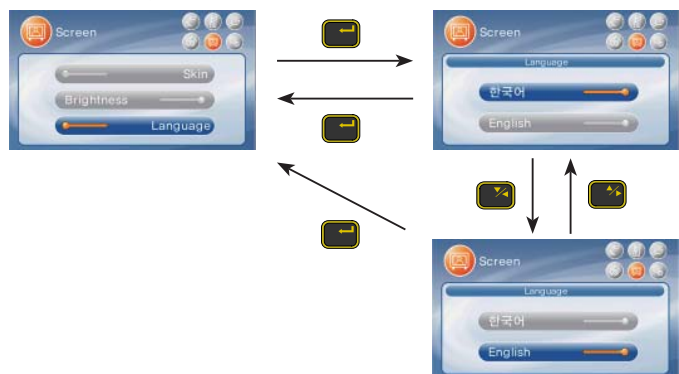 Screen
Skin
Brightness
Language
Screen
Language
한국어
English
Screen
Language
한국어
English